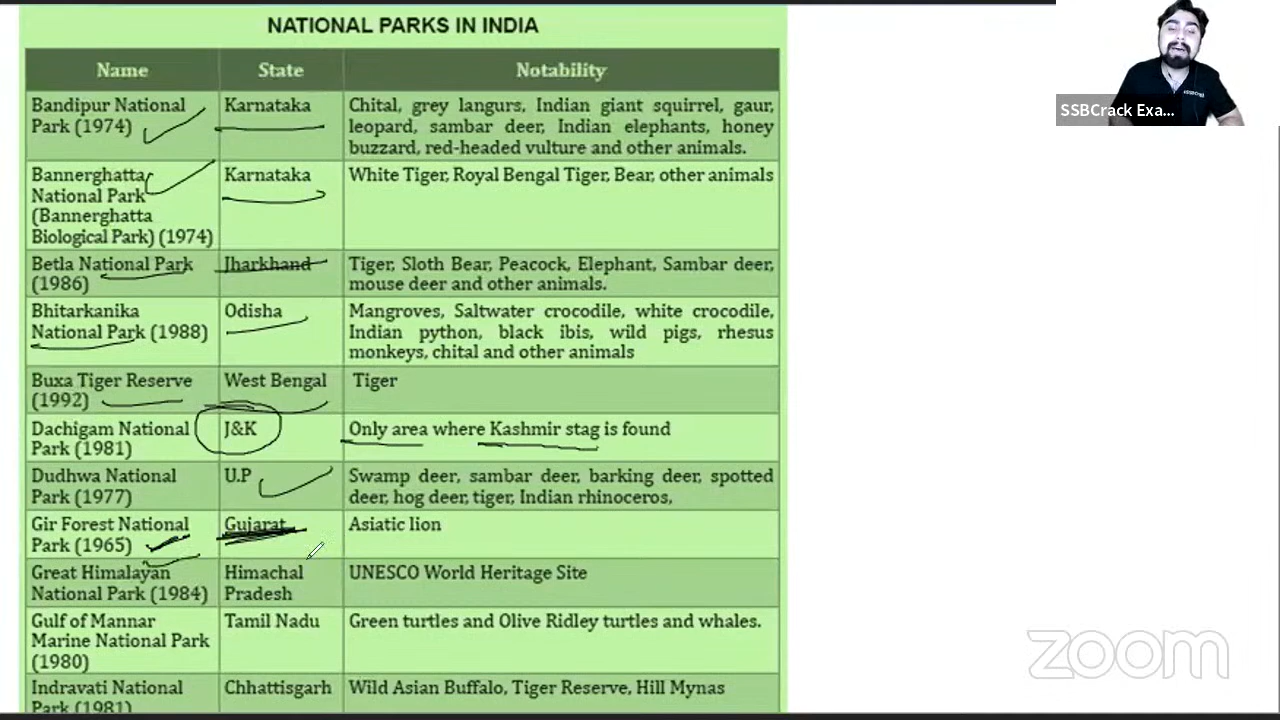 NATIONAL PARKS IN INDIA
Name State Notability
Bandipur National Karnataka Chital, grey langurs, Indian giant squirrel, gaur,
Park (1974) leopard, sambar deer, Indian elephants, honey
buzzard, red-headed vulture and other animals.
Bannerghatta Karnataka White Tiger, Royal Bengal Tiger, Bear, other animals
National Park
(Bannerghatta
Biological Park) (1974)
Betla National Park Jharkhand Tiger, Sloth Bear, Peacock, Elephant, Sambar deer,
(1986) mouse deer and other animals.
Bhitarkanika Odisha Mangroves, Saltwater crocodile, white crocodile,
National Park (1988) Indian python, black ibis, wild pigs, rhesus
monkeys, chital and other animals
Buxa Tiger Reserve West Bengal Tiger
(1992)
Dachigam National J&K Only area where Kashmir stag is found
Park (1981)
Dudhwa National U.P Swamp deer, sambar deer, barking deer, spotted
Park (1977) deer, hog deer, tiger, Indian rhinoceros,
Gir Forest National Gujarat Asiatic lion
Park (1965)
Great Himalayan Himachal UNESCO World Heritage Site
National Park (1984) Pradesh
Gulf of Mannar Tamil Nadu Green turtles and Olive Ridley turtles and whales.
Marine National Park
(1980)
Indravati National Chhattisgarh Wild Asian Buffalo, Tiger Reserve, Hill Mynas
Park (1981)
SSBCrack Exa...
zoom